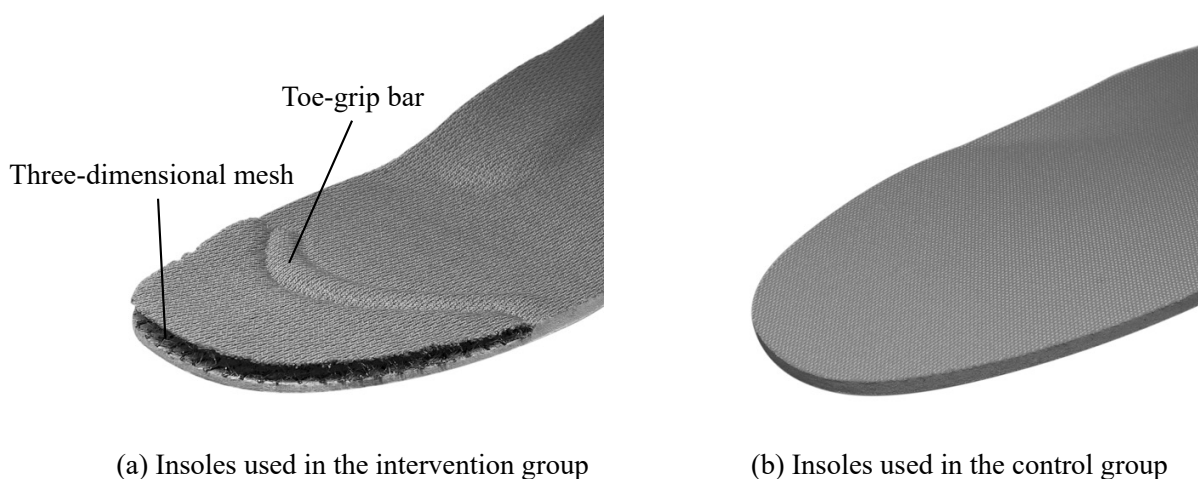 Toe-grip bar
Three-dimensional mesh
(a) Insoles used in the intervention group
(b) Insoles used in the control group